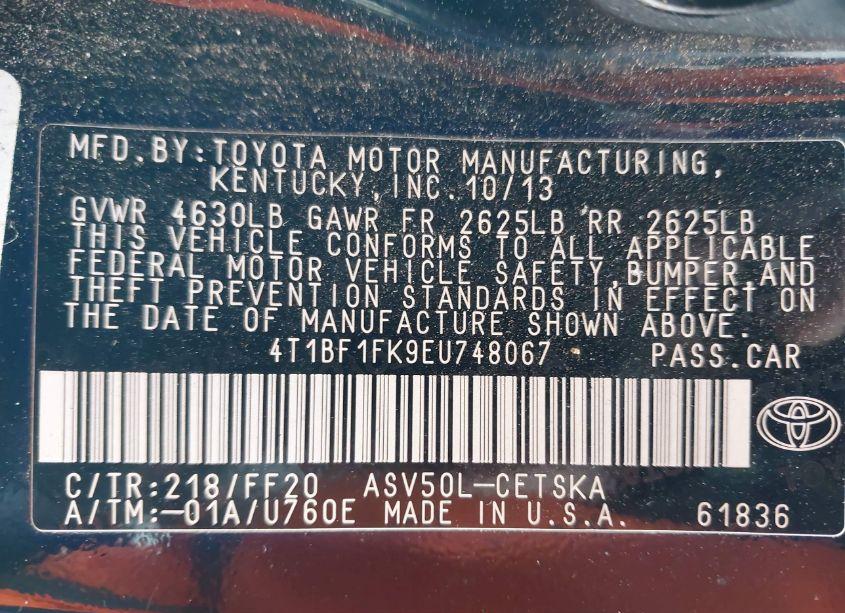 MFD.BY:TOYOTA MOTOR MANUFACTURING,
KENTUCKY,INC.10/13
GVWR 4630LB GAWR FR 2625LB RR 2625LB
THIS VEHICLE CONFORMS TO ALL APPLICABLE
FEDERAL MOTOR VEHICLE SAFETY,BUMPER,AND
THEFT PREVENTION STANDARDS IN EFFECT ON
THE DATE OF MANUFACTURE SHOWN ABOVE.
4T1BF1FK9EU748067 PASS.CAR
C/TR:218/FF20 ASV50L-CETSKA
A/TM:-01A/U760E MADE IN U.S.A. 61836